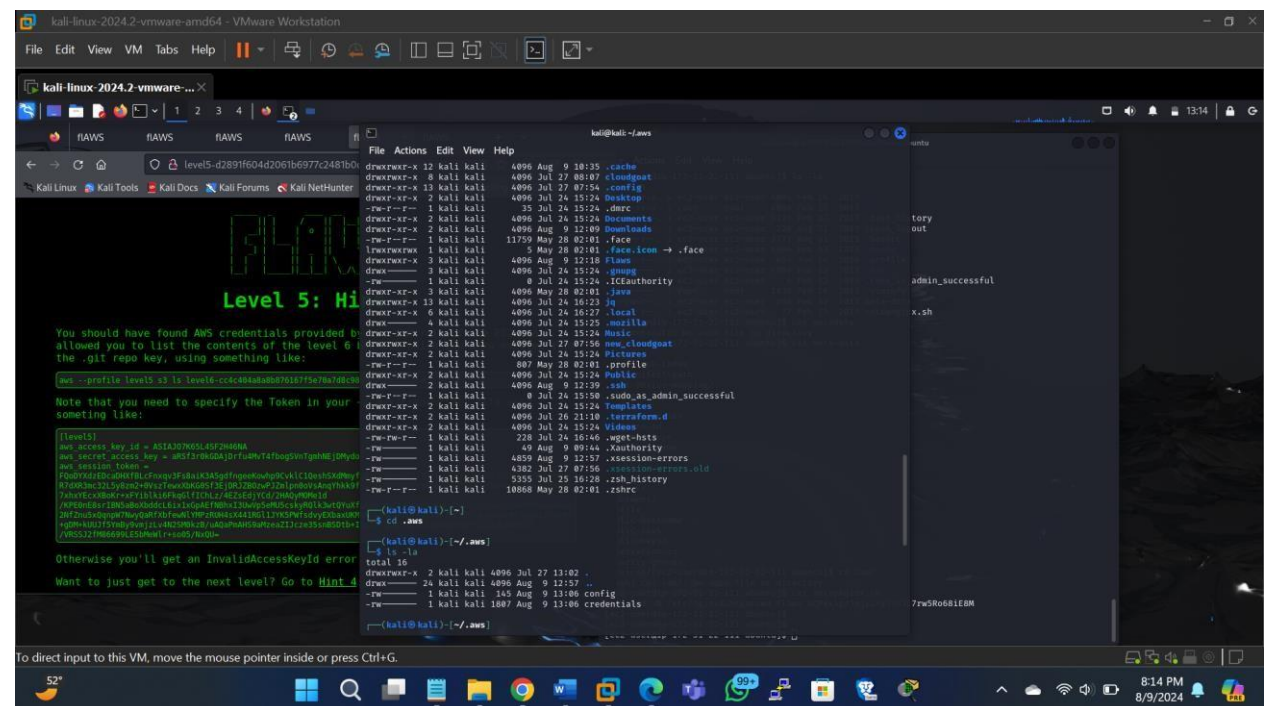 kali-linux-2024.2-vmware-amd64 - VMware Workstation
File Edit View VM Tabs Help
kali-linux-2024.2-vmware-...
1 2 3 4
13:14
flAWS flAWS flAWS flAWS
level5-d2891f604d2061b6977c2481b0
Kali Linux Kali Tools Kali Docs Kali Forums Kali NetHunter
Level 5: Hi
You should have found AWS credentials provided b
allowed you to list the contents of the level 6
the .git repo key, using something like:
Note that you need to specify the Token in your
someting like:
[level5]
aws_session_token =
Otherwise you'll get an InvalidAccessKeyId error
Want to just get to the next level? Go to Hint 4
kali@kali: ~/.aws
File Actions Edit View Help
drwxrwxr-x 12 kali kali 4096 Aug 9 10:35 .cache
drwxrwxr-x 8 kali kali 4096 Jul 27 08:07 cloudgoat
drwxr-xr-x 13 kali kali 4096 Jul 27 07:54 .config
drwxr-xr-x 2 kali kali 4096 Jul 24 15:24 Desktop
-rw-r--r-- 1 kali kali 35 Jul 24 15:24 .dmrc
drwxr-xr-x 2 kali kali 4096 Jul 24 15:24 Documents
drwxr-xr-x 2 kali kali 4096 Aug 9 12:09 Downloads
-rw-r--r-- 1 kali kali 11759 May 28 02:01 .face
lrwxrwxrwx 1 kali kali 5 May 28 02:01 .face.icon → .face
drwxr-xr-x 3 kali kali 4096 Aug 9 12:18 Flaws
drwx------ 3 kali kali 4096 Jul 24 15:24 .gnupg
-rw------- 1 kali kali 0 Jul 24 15:24 .ICEauthority
drwxr-xr-x 3 kali kali 4096 May 28 02:01 .java
drwxrwxr-x 13 kali kali 4096 Jul 24 16:23 jq
drwxr-xr-x 6 kali kali 4096 Jul 24 16:27 .local
drwx------ 4 kali kali 4096 Jul 24 15:25 .mozilla
drwxr-xr-x 2 kali kali 4096 Jul 24 15:24 Music
drwxrwxr-x 2 kali kali 4096 Jul 27 07:56 new_cloudgoat
drwxr-xr-x 2 kali kali 4096 Jul 24 15:24 Pictures
-rw-r--r-- 1 kali kali 807 May 28 02:01 .profile
drwxr-xr-x 2 kali kali 4096 Jul 24 15:24 Public
drwx------ 2 kali kali 4096 Aug 9 12:39 .ssh
-rw-r--r-- 1 kali kali 0 Jul 24 15:50 .sudo_as_admin_successful
drwxr-xr-x 2 kali kali 4096 Jul 24 15:24 Templates
drwxr-xr-x 2 kali kali 4096 Jul 26 21:10 .terraform.d
drwxr-xr-x 2 kali kali 4096 Jul 24 15:24 Videos
-rw-rw-r-- 1 kali kali 228 Jul 24 16:46 .wget-hsts
-rw------- 1 kali kali 49 Aug 9 09:44 .Xauthority
-rw------- 1 kali kali 4859 Aug 9 12:57 .xsession-errors
-rw------- 1 kali kali 4382 Jul 27 07:56 .xsession-errors.old
-rw------- 1 kali kali 5355 Jul 25 16:28 .zsh_history
-rw-r--r-- 1 kali kali 10868 May 28 02:01 .zshrc
┌──(kali㉿kali)-[~]
└─$ cd .aws
┌──(kali㉿kali)-[~/.aws]
└─$ ls -la
total 16
drwxrwxr-x 2 kali kali 4096 Jul 27 13:02 .
drwx------ 24 kali kali 4096 Aug 9 12:57 ..
-rw------- 1 kali kali 145 Aug 9 13:06 config
-rw------- 1 kali kali 1807 Aug 9 13:06 credentials
┌──(kali㉿kali)-[~/.aws]
untu
tory
out
admin_successful
x.sh
7rw5Ro68iE8M
To direct input to this VM, move the mouse pointer inside or press Ctrl+G.
52°
99+
8:14 PM
8/9/2024
PRE